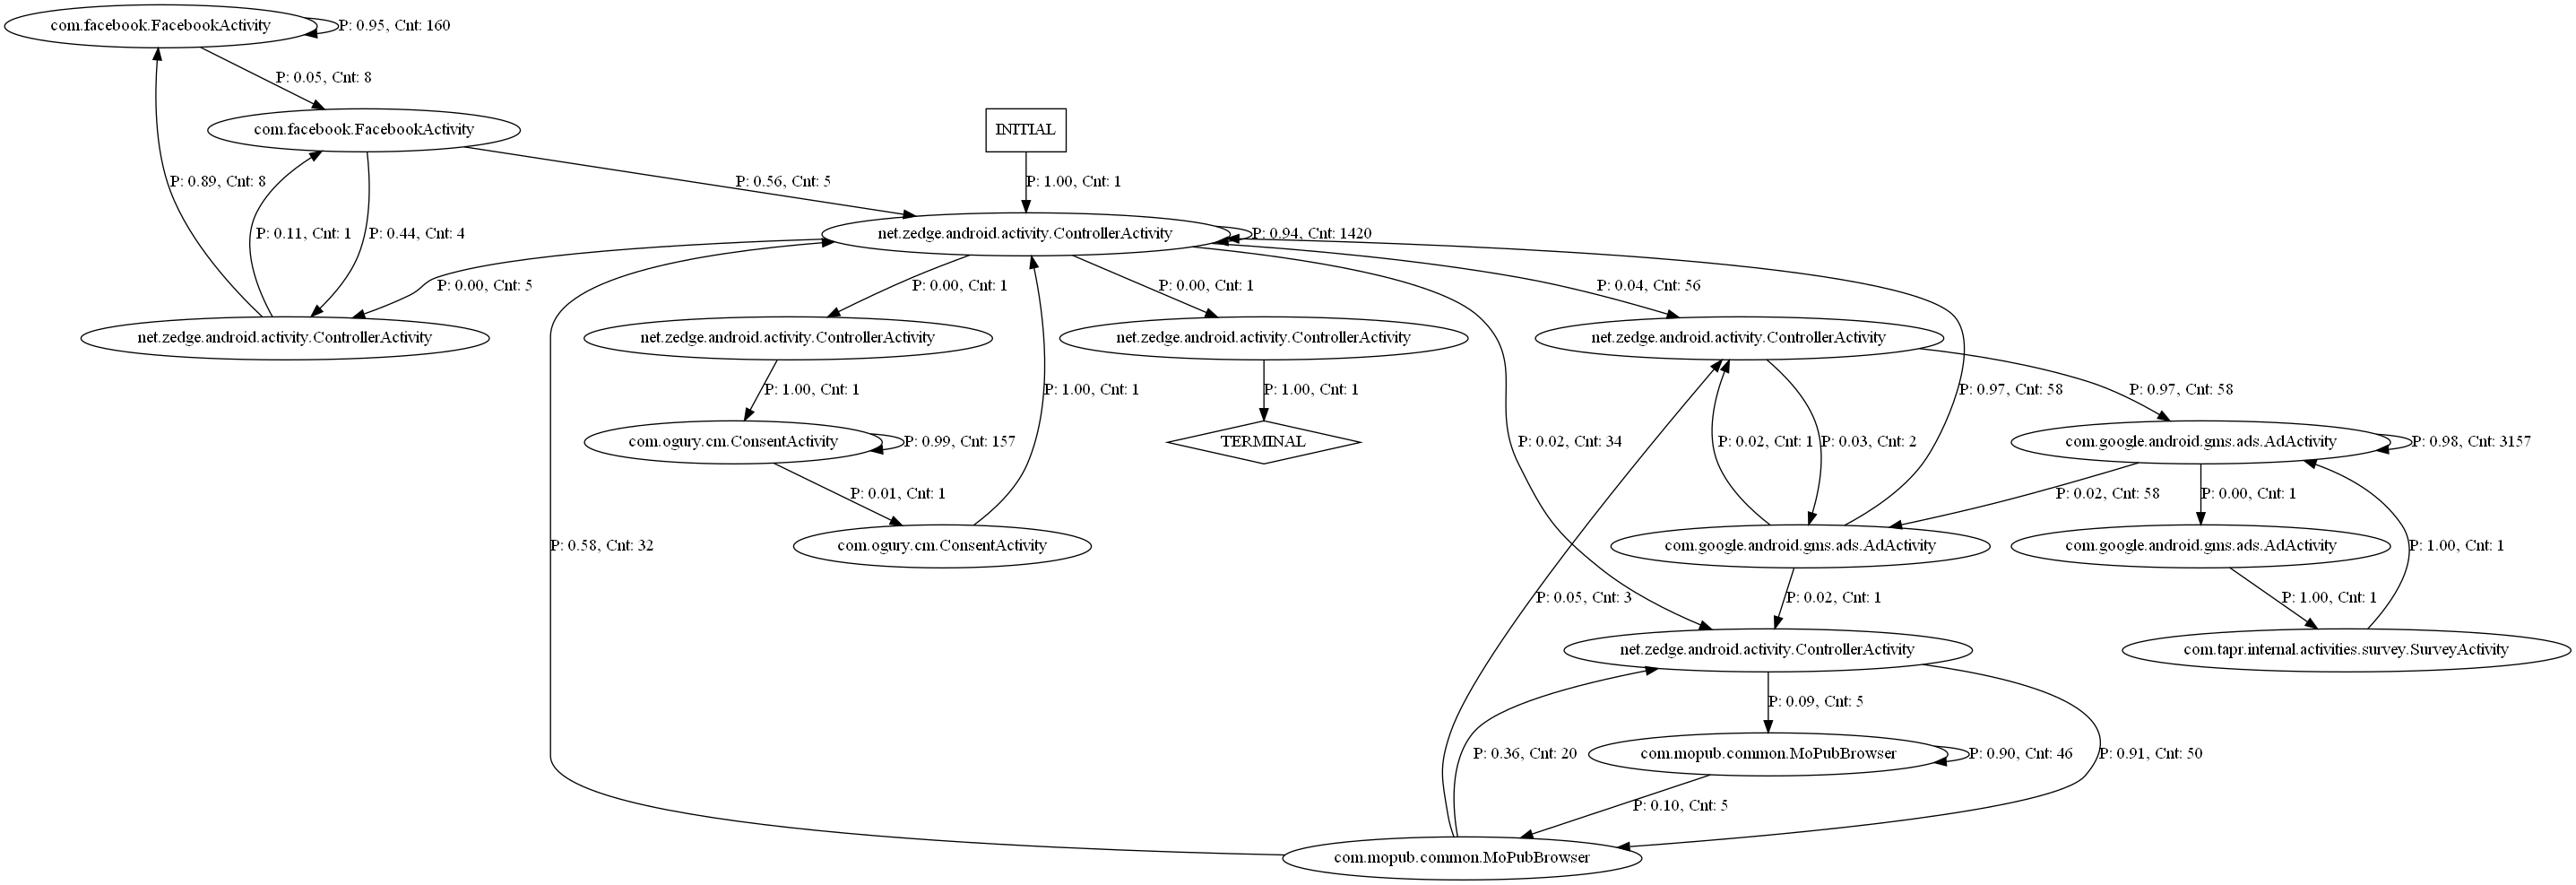 com.facebook.FacebookActivity
P: 0.95, Cnt: 160
P: 0.05, Cnt: 8
com.facebook.FacebookActivity
INITIAL
P: 0.89, Cnt: 8
P: 0.56, Cnt: 5
P: 1.00, Cnt: 1
P: 0.11, Cnt: 1
P: 0.44, Cnt: 4
net.zedge.android.activity.ControllerActivity
P: 0.94, Cnt: 1420
P: 0.00, Cnt: 5
P: 0.00, Cnt: 1
P: 0.00, Cnt: 1
P: 0.04, Cnt: 56
net.zedge.android.activity.ControllerActivity
net.zedge.android.activity.ControllerActivity
net.zedge.android.activity.ControllerActivity
net.zedge.android.activity.ControllerActivity
P: 1.00, Cnt: 1
P: 1.00, Cnt: 1
P: 1.00, Cnt: 1
P: 0.97, Cnt: 58
P: 0.97, Cnt: 58
com.ogury.cm.ConsentActivity
P: 0.99, Cnt: 157
TERMINAL
P: 0.02, Cnt: 34
P: 0.02, Cnt: 1
P: 0.03, Cnt: 2
com.google.android.gms.ads.AdActivity
P: 0.98, Cnt: 3157
P: 0.01, Cnt: 1
P: 0.02, Cnt: 58
P: 0.00, Cnt: 1
P: 0.58, Cnt: 32
com.ogury.cm.ConsentActivity
com.google.android.gms.ads.AdActivity
com.google.android.gms.ads.AdActivity
P: 1.00, Cnt: 1
P: 0.05, Cnt: 3
P: 0.02, Cnt: 1
P: 1.00, Cnt: 1
net.zedge.android.activity.ControllerActivity
com.tapr.internal.activities.survey.SurveyActivity
P: 0.09, Cnt: 5
P: 0.36, Cnt: 20
com.mopub.common.MoPubBrowser
P: 0.90, Cnt: 46
P: 0.91, Cnt: 50
P: 0.10, Cnt: 5
com.mopub.common.MoPubBrowser